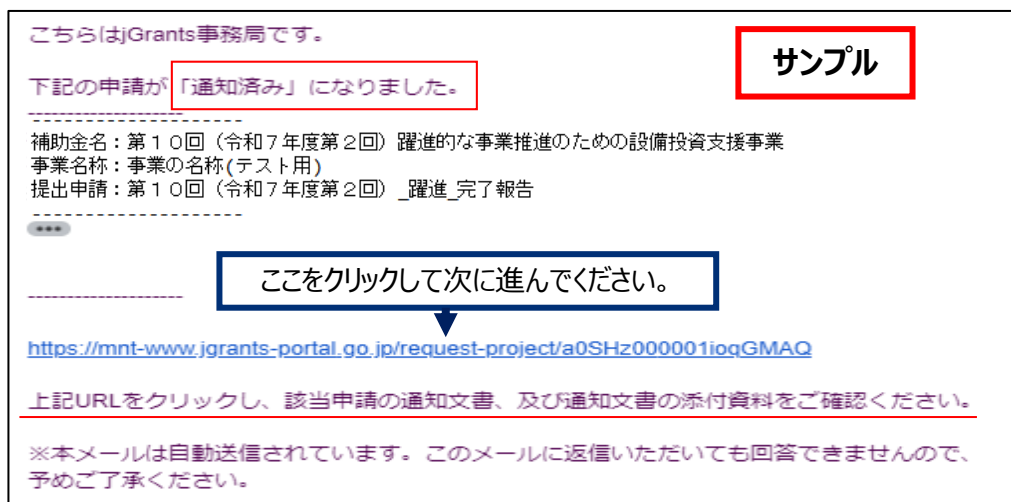 こちらはjGrants事務局です。
サンプル
下記の申請が「通知済み」になりました。
--------------------
補助金名：第１０回（令和７年度第２回）躍進的な事業推進のための設備投資支援事業
事業名称：事業の名称(テスト用)
提出申請：第１０回（令和７年度第２回）_躍進_完了報告
--------------------
ここをクリックして次に進んでください。
--------------------
https://mnt-www.jgrants-portal.go.jp/request-project/a0SHz000001ioqGMAQ
上記URLをクリックし、該当申請の通知文書、及び通知文書の添付資料をご確認ください。
※本メールは自動送信されています。このメールに返信いただいても回答できませんので、
予めご了承ください。